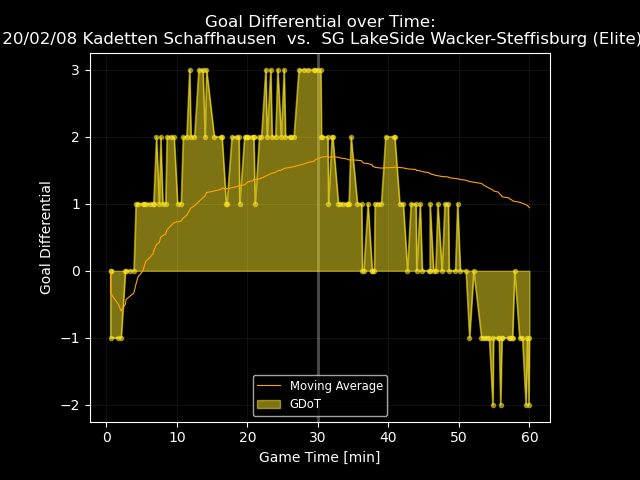 Goal Differential over Time:
20/02/08 Kadetten Schaffhausen vs. SG LakeSide Wacker-Steffisburg (Elite)
3
2
1
0
−1
−2
Goal Differential
Moving Average
GDoT
0 10 20 30 40 50 60
Game Time [min]